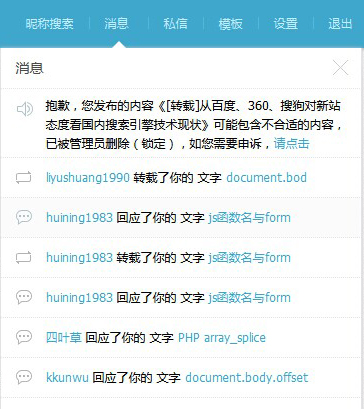 昵称搜索 消息 私信 模板 设置 退出
消息
抱歉，您发布的内容《[转载]从百度、360、搜狗对新站
态度看国内搜索引擎技术现状》可能包含不合适的内容，
已被管理员删除（锁定），如您需要申诉，请点击
liyushuang1990 转载了你的 文字 document.bod
huining1983 回应了你的 文字 js函数名与form
huining1983 转载了你的 文字 js函数名与form
huining1983 回应了你的 文字 js函数名与form
四叶草 回应了你的 文字 PHP array_splice
kkunwu 回应了你的 文字 document.body.offset